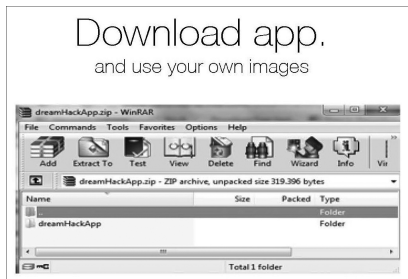 Download app.
and use your own images
dreamHackApp.zip - WinRAR
File Commands Tools Favorites Options Help
Add Extract To Test View Delete Find Wizard Info Vir
dreamHackApp.zip - ZIP archive, unpacked size 319.396 bytes
Name Size Packed Type
.. Folder
dreamHackApp Folder
Total 1 folder